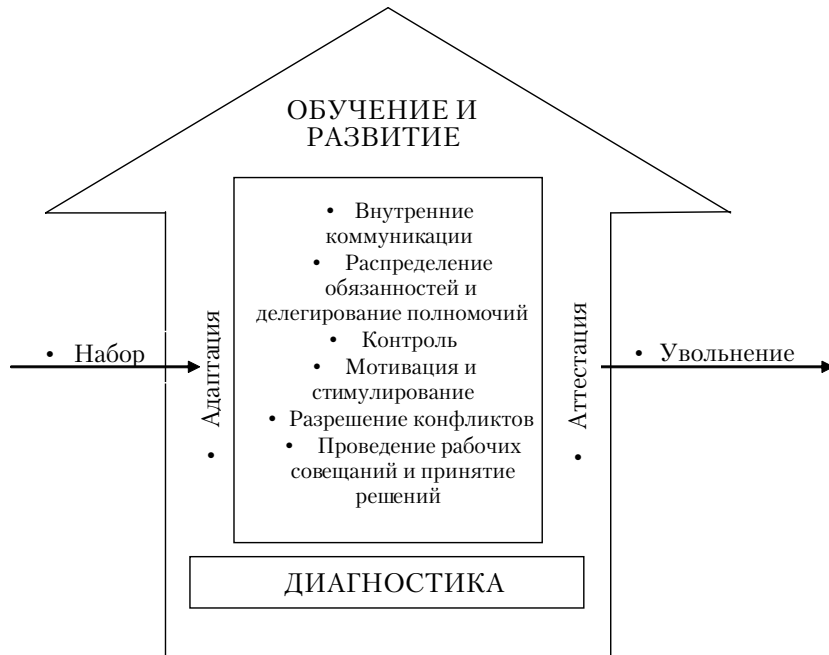 ОБУЧЕНИЕ И
РАЗВИТИЕ
• Внутренние
коммуникации
• Распределение
обязанностей и
делегирование полномочий
• Контроль
• Мотивация и
стимулирование
• Разрешение конфликтов
• Проведение рабочих
совещаний и принятие
решений
• Набор
• Адаптация
• Аттестация
• Увольнение
ДИАГНОСТИКА